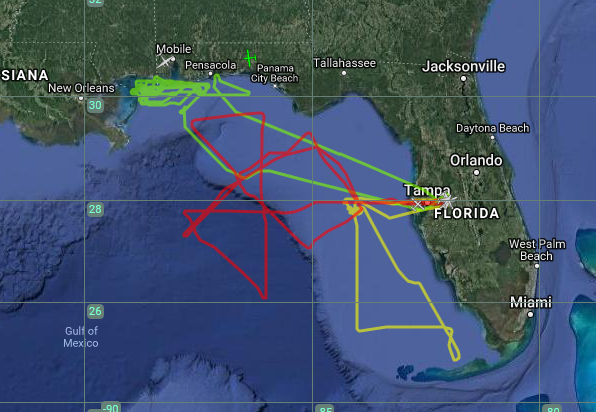 32
Mobile
Pensacola
Tallahassee
SIANA
Panama
City Beach
Jacksonville
New Orleans
30
Daytona Beach
Orlando
Tampa
28
FLORIDA
West Palm
Beach
26
Miami
Gulf of
Mexico
-90
-85
-80